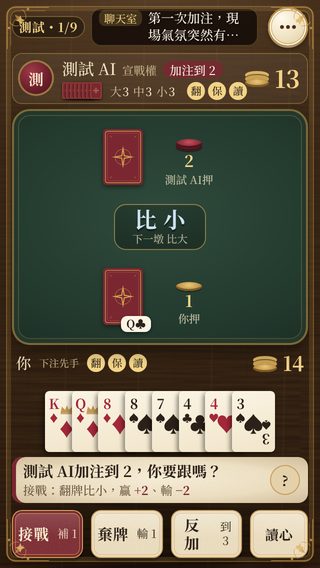 測試・1/9
聊天室 第一次加注，現
場氣氛突然有…
測
測試 AI 宣戰權 加注到 2
13
大3 中3 小3 翻 保 讀
2
測試 AI押
比 小
下一墩 比大
Q♣
1
你押
你 下注先手 翻 保 讀
14
K♦ Q♦ 8♦ 8♠ 7♠ 4♣ 4♥ 3♠
3
測試 AI加注到 2，你要跟嗎？
接戰：翻牌比小，贏 +2、輸 −2
?
接戰 補 1
棄牌 輸 1
反加 到 3
讀心